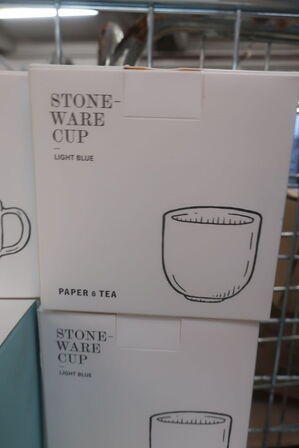 STONE-
WARE
CUP
–
LIGHT BLUE
PAPER & TEA
STONE-
WARE
CUP
–
LIGHT BLUE